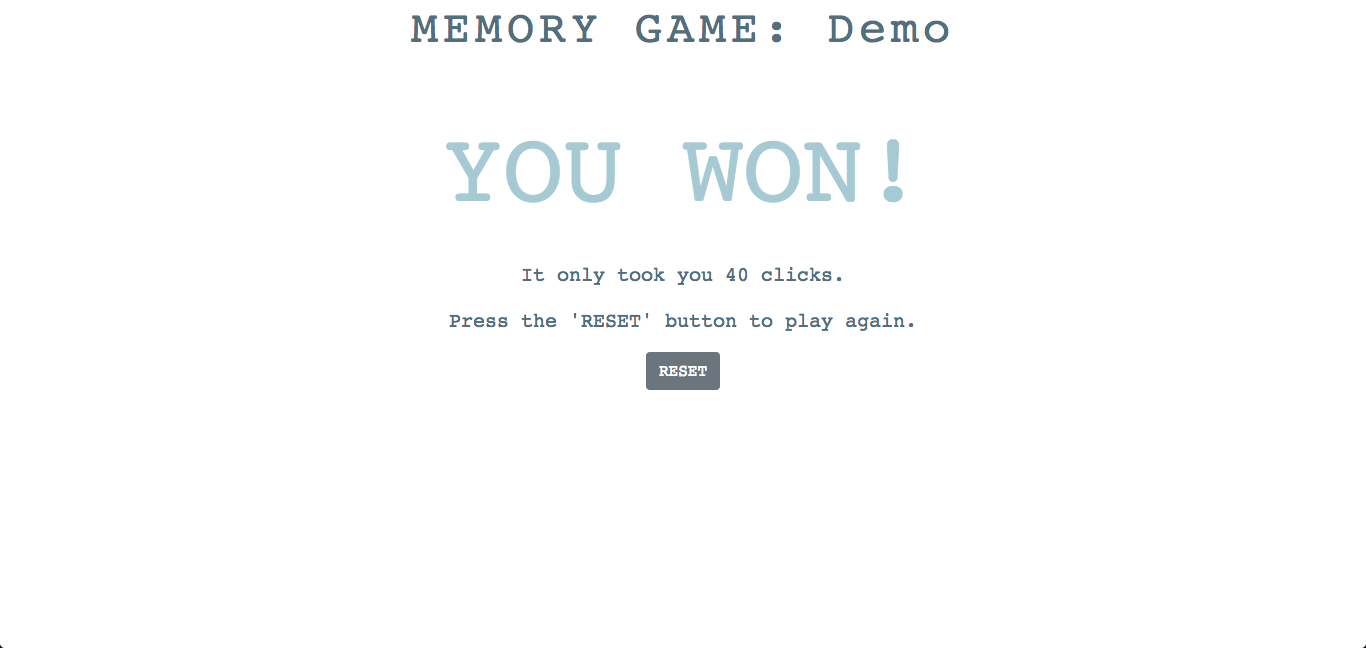 MEMORY GAME: Demo
YOU WON!
It only took you 40 clicks.
Press the 'RESET' button to play again.
RESET